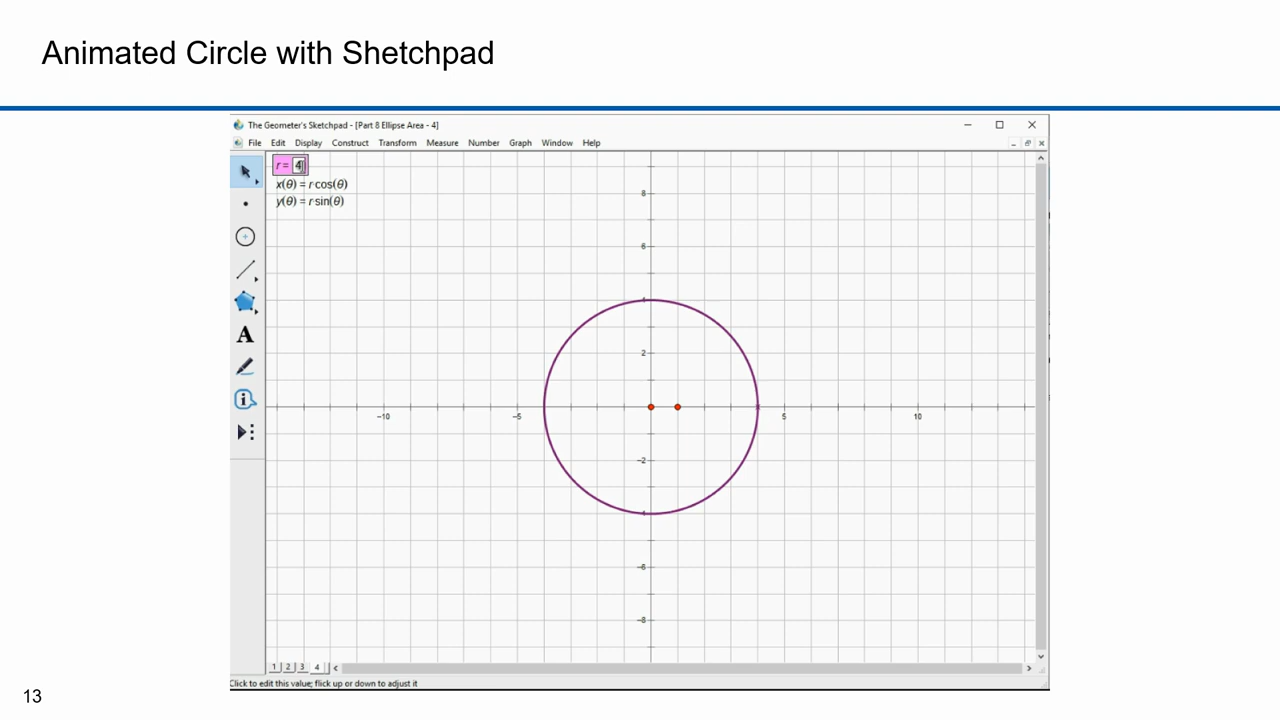 Animated Circle with Shetchpad
The Geometer's Sketchpad - [Part 8 Ellipse Area - 4]
File Edit Display Construct Transform Measure Number Graph Window Help
r = 4
x(θ) = r·cos(θ)
y(θ) = r·sin(θ)
A
i
8
6
4
2
-10 -5 5 10
-2
-6
-8
1 2 3 4
Click to edit this value; flick up or down to adjust it
13